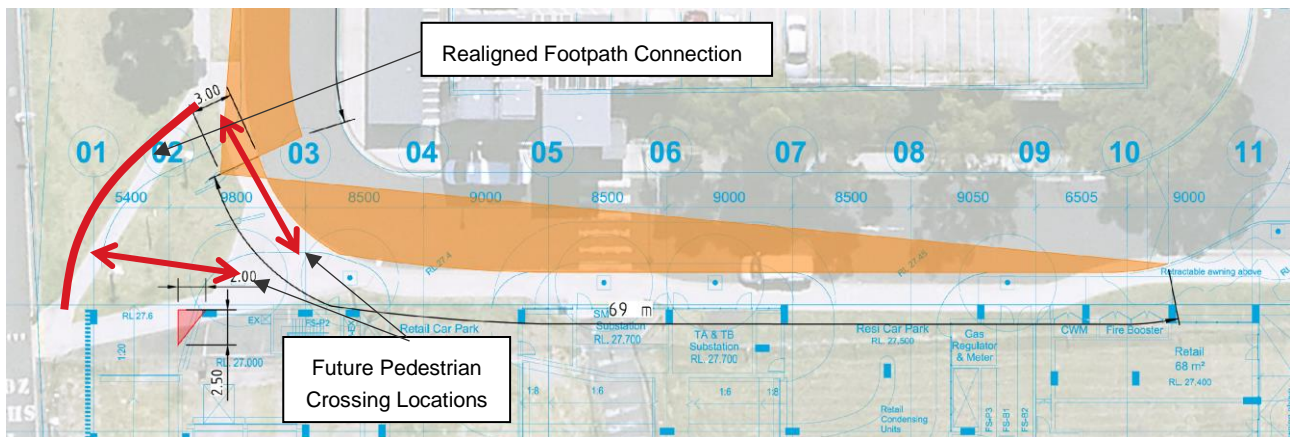 Realigned Footpath Connection
3.00
01
02
03
04
05
06
07
08
09
10
11
5400
9800
8500
9000
8500
9000
8500
9050
6505
9000
RL 27.4
RL 27.45
2.00
Retractable awning above
RL 27.6
EX
FS-P2
Retail Car Park
69 m
Substation
RL. 27.700
TA & TB
Substation
RL. 27.700
Resi Car Park
RL. 27.500
Gas
Regulator
& Meter
CWM
Fire Booster
Retail
68 m²
RL. 27.400
1:20
RL. 27.000
2.50
Future Pedestrian
Crossing Locations
1:8
1:6
1:6
1:8
Retail
Condensing
Units
FS-P3
FS-B1
FS-B2